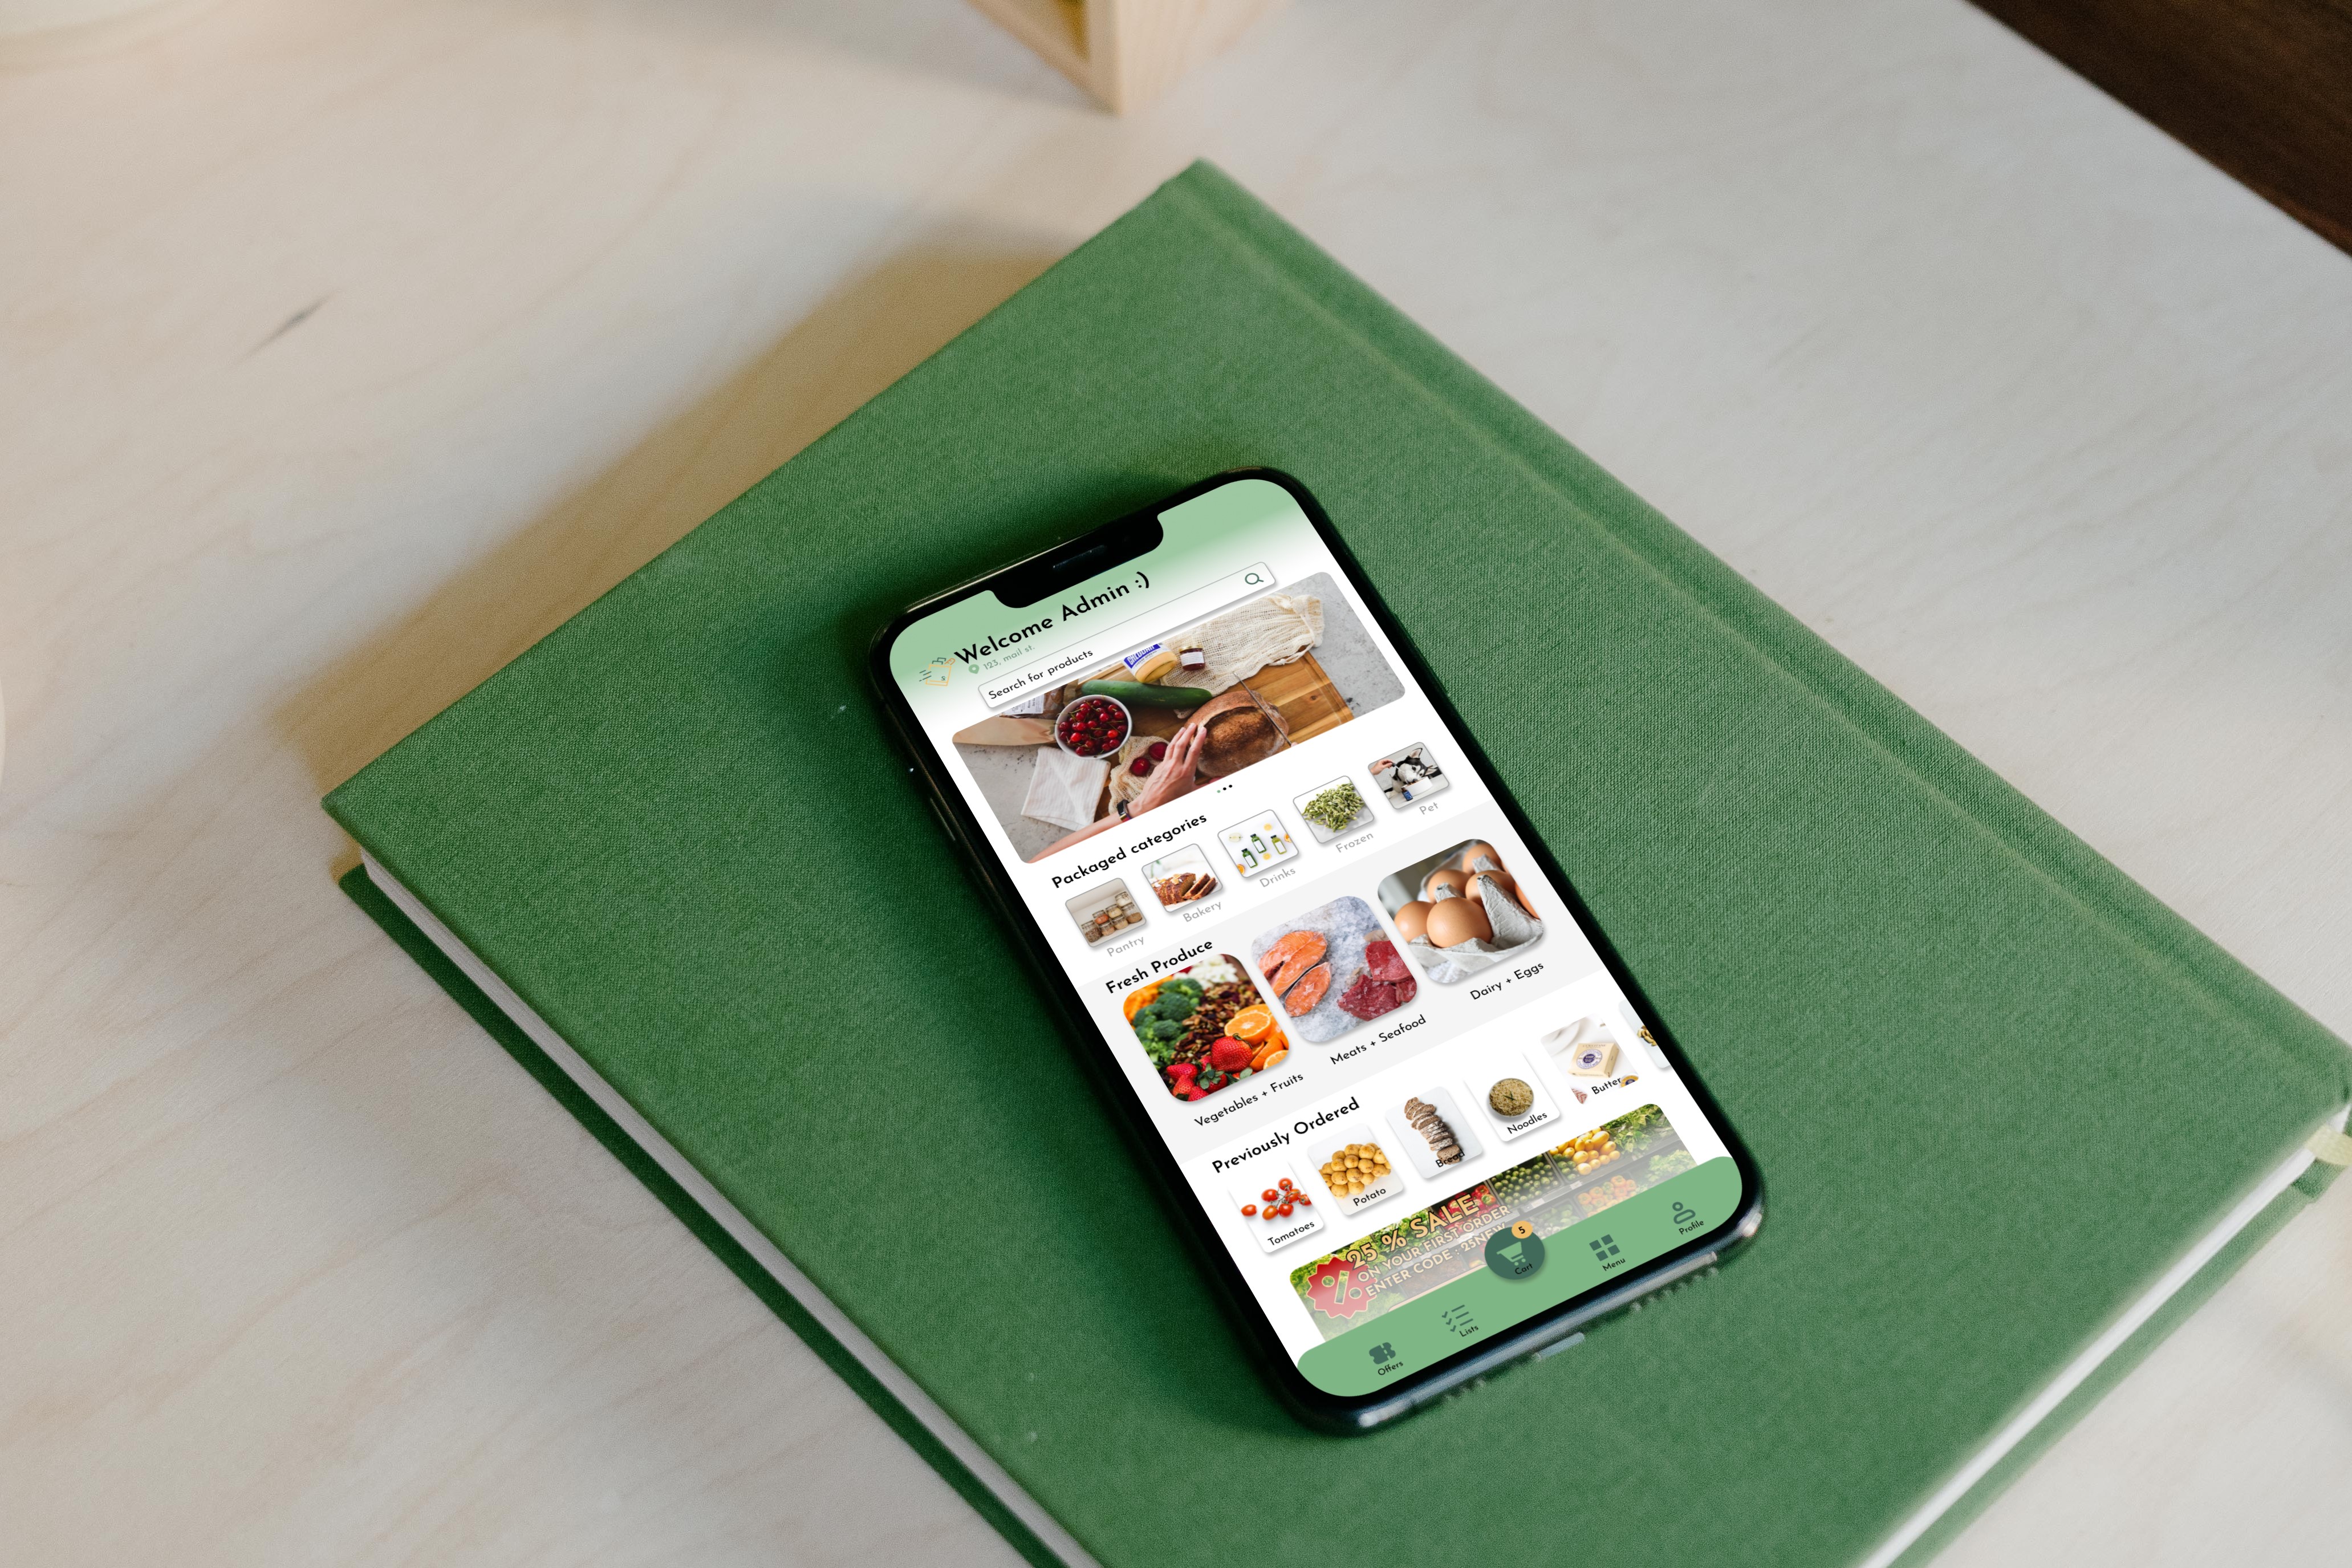 Welcome Admin :)
123, mail st.
Search for products
Packaged categories
Pantry
Bakery
Drinks
Frozen
Pet
Fresh Produce
Vegetables + Fruits
Meats + Seafood
Dairy + Eggs
Previously Ordered
Tomatoes
Potato
Bread
Noodles
Butter
25 % SALE
ON YOUR FIRST ORDER
ENTER CODE : 25NEW
Offers
Lists
5
Cart
Menu
Profile